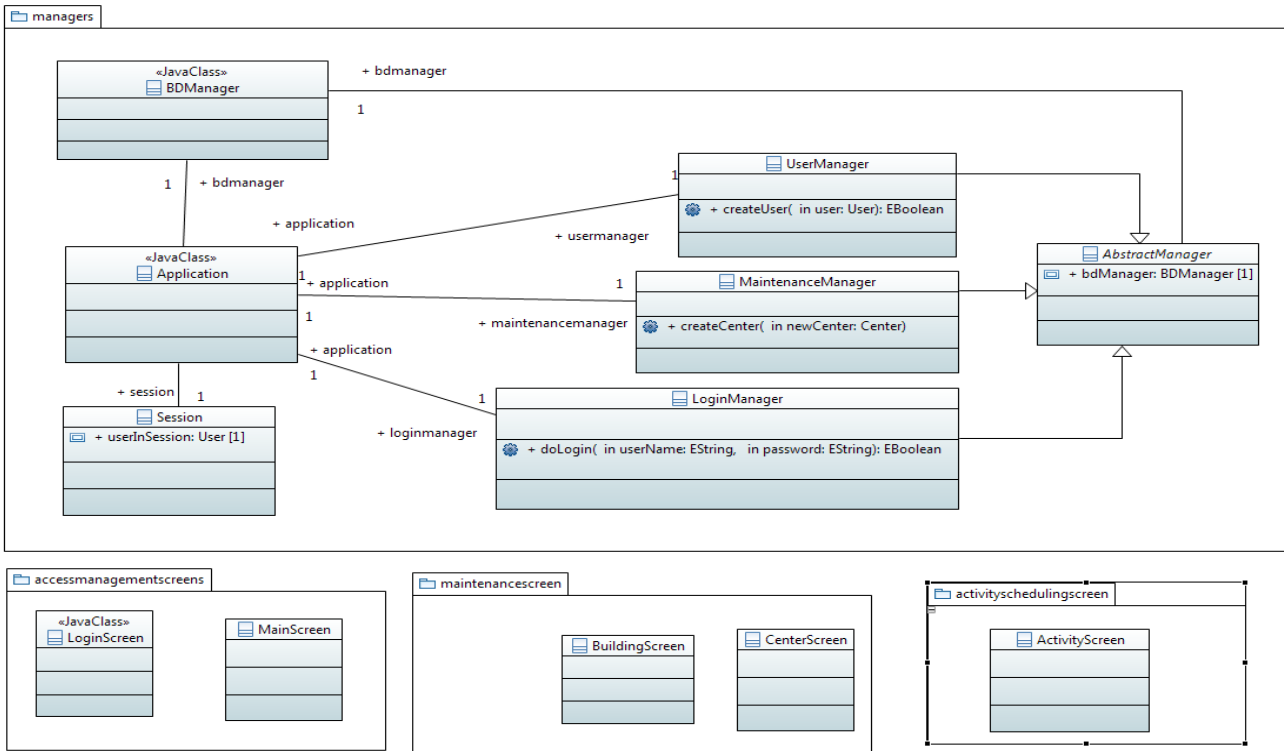 managers
«JavaClass»
BDManager
+ bdmanager
1
1
+ bdmanager
UserManager
+ createUser( in user: User): EBoolean
1
+ application
+ usermanager
«JavaClass»
Application
1
+ application
1
MaintenanceManager
+ createCenter( in newCenter: Center)
AbstractManager
+ bdManager: BDManager [1]
1
+ maintenancemanager
+ application
1
+ session
1
Session
+ userInSession: User [1]
1
LoginManager
+ loginmanager
+ doLogin( in userName: EString, in password: EString): EBoolean
accessmanagementscreens
«JavaClass»
LoginScreen
MainScreen
maintenancescreen
BuildingScreen
CenterScreen
activityschedulingscreen
ActivityScreen